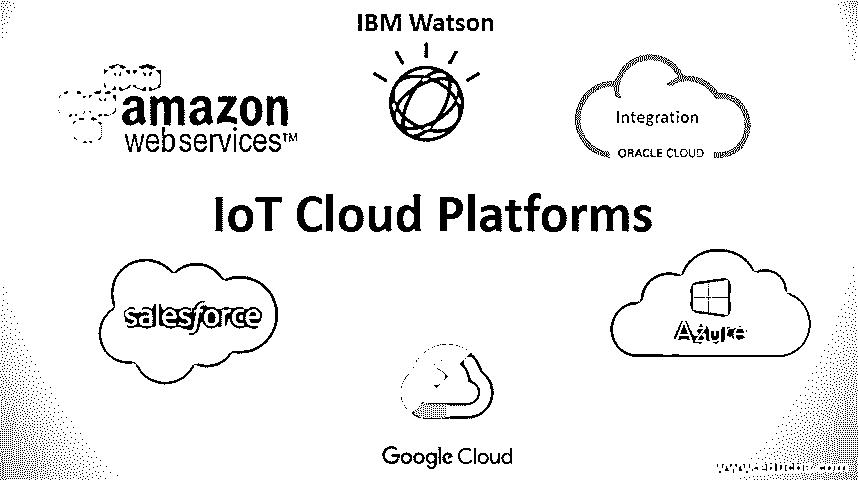 IBM Watson
amazon
webservices™
Integration
ORACLE CLOUD
IoT Cloud Platforms
salesforce
Azure
Google Cloud
www.educba.com